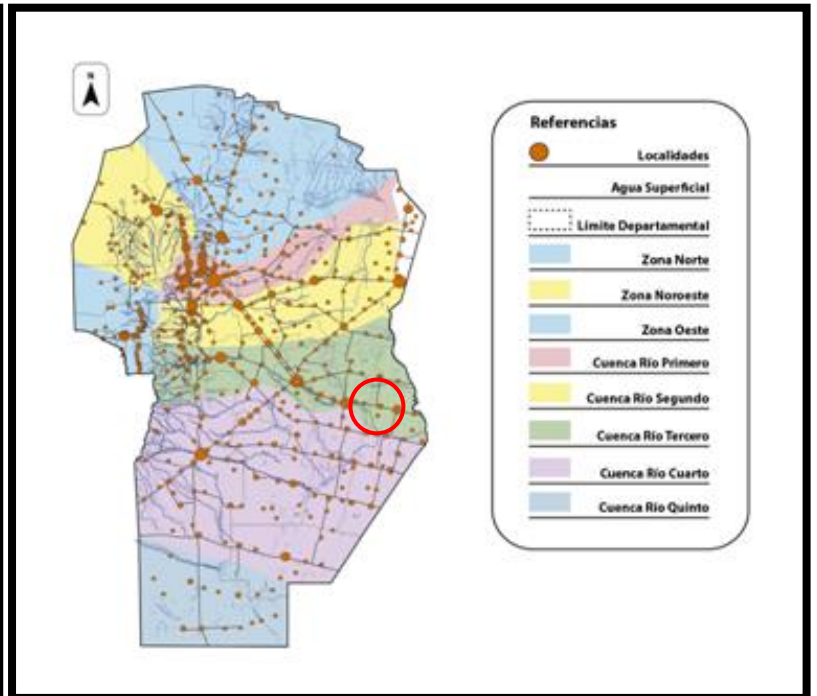 N
Referencias
Localidades
Agua Superficial
Límite Departamental
Zona Norte
Zona Noroeste
Zona Oeste
Cuenca Río Primero
Cuenca Río Segundo
Cuenca Río Tercero
Cuenca Río Cuarto
Cuenca Río Quinto